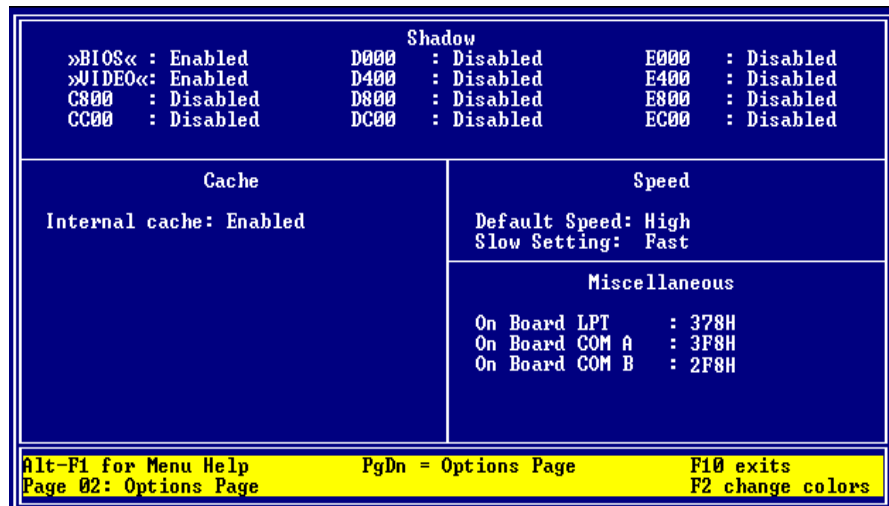 Shadow
»BIOS« : Enabled D000 : Disabled E000 : Disabled
»VIDEO«: Enabled D400 : Disabled E400 : Disabled
C800 : Disabled D800 : Disabled E800 : Disabled
CC00 : Disabled DC00 : Disabled EC00 : Disabled
Cache
Internal cache: Enabled
Speed
Default Speed: High
Slow Setting: Fast
Miscellaneous
On Board LPT : 378H
On Board COM A : 3F8H
On Board COM B : 2F8H
Alt-F1 for Menu Help PgDn = Options Page F10 exits
Page 02: Options Page F2 change colors